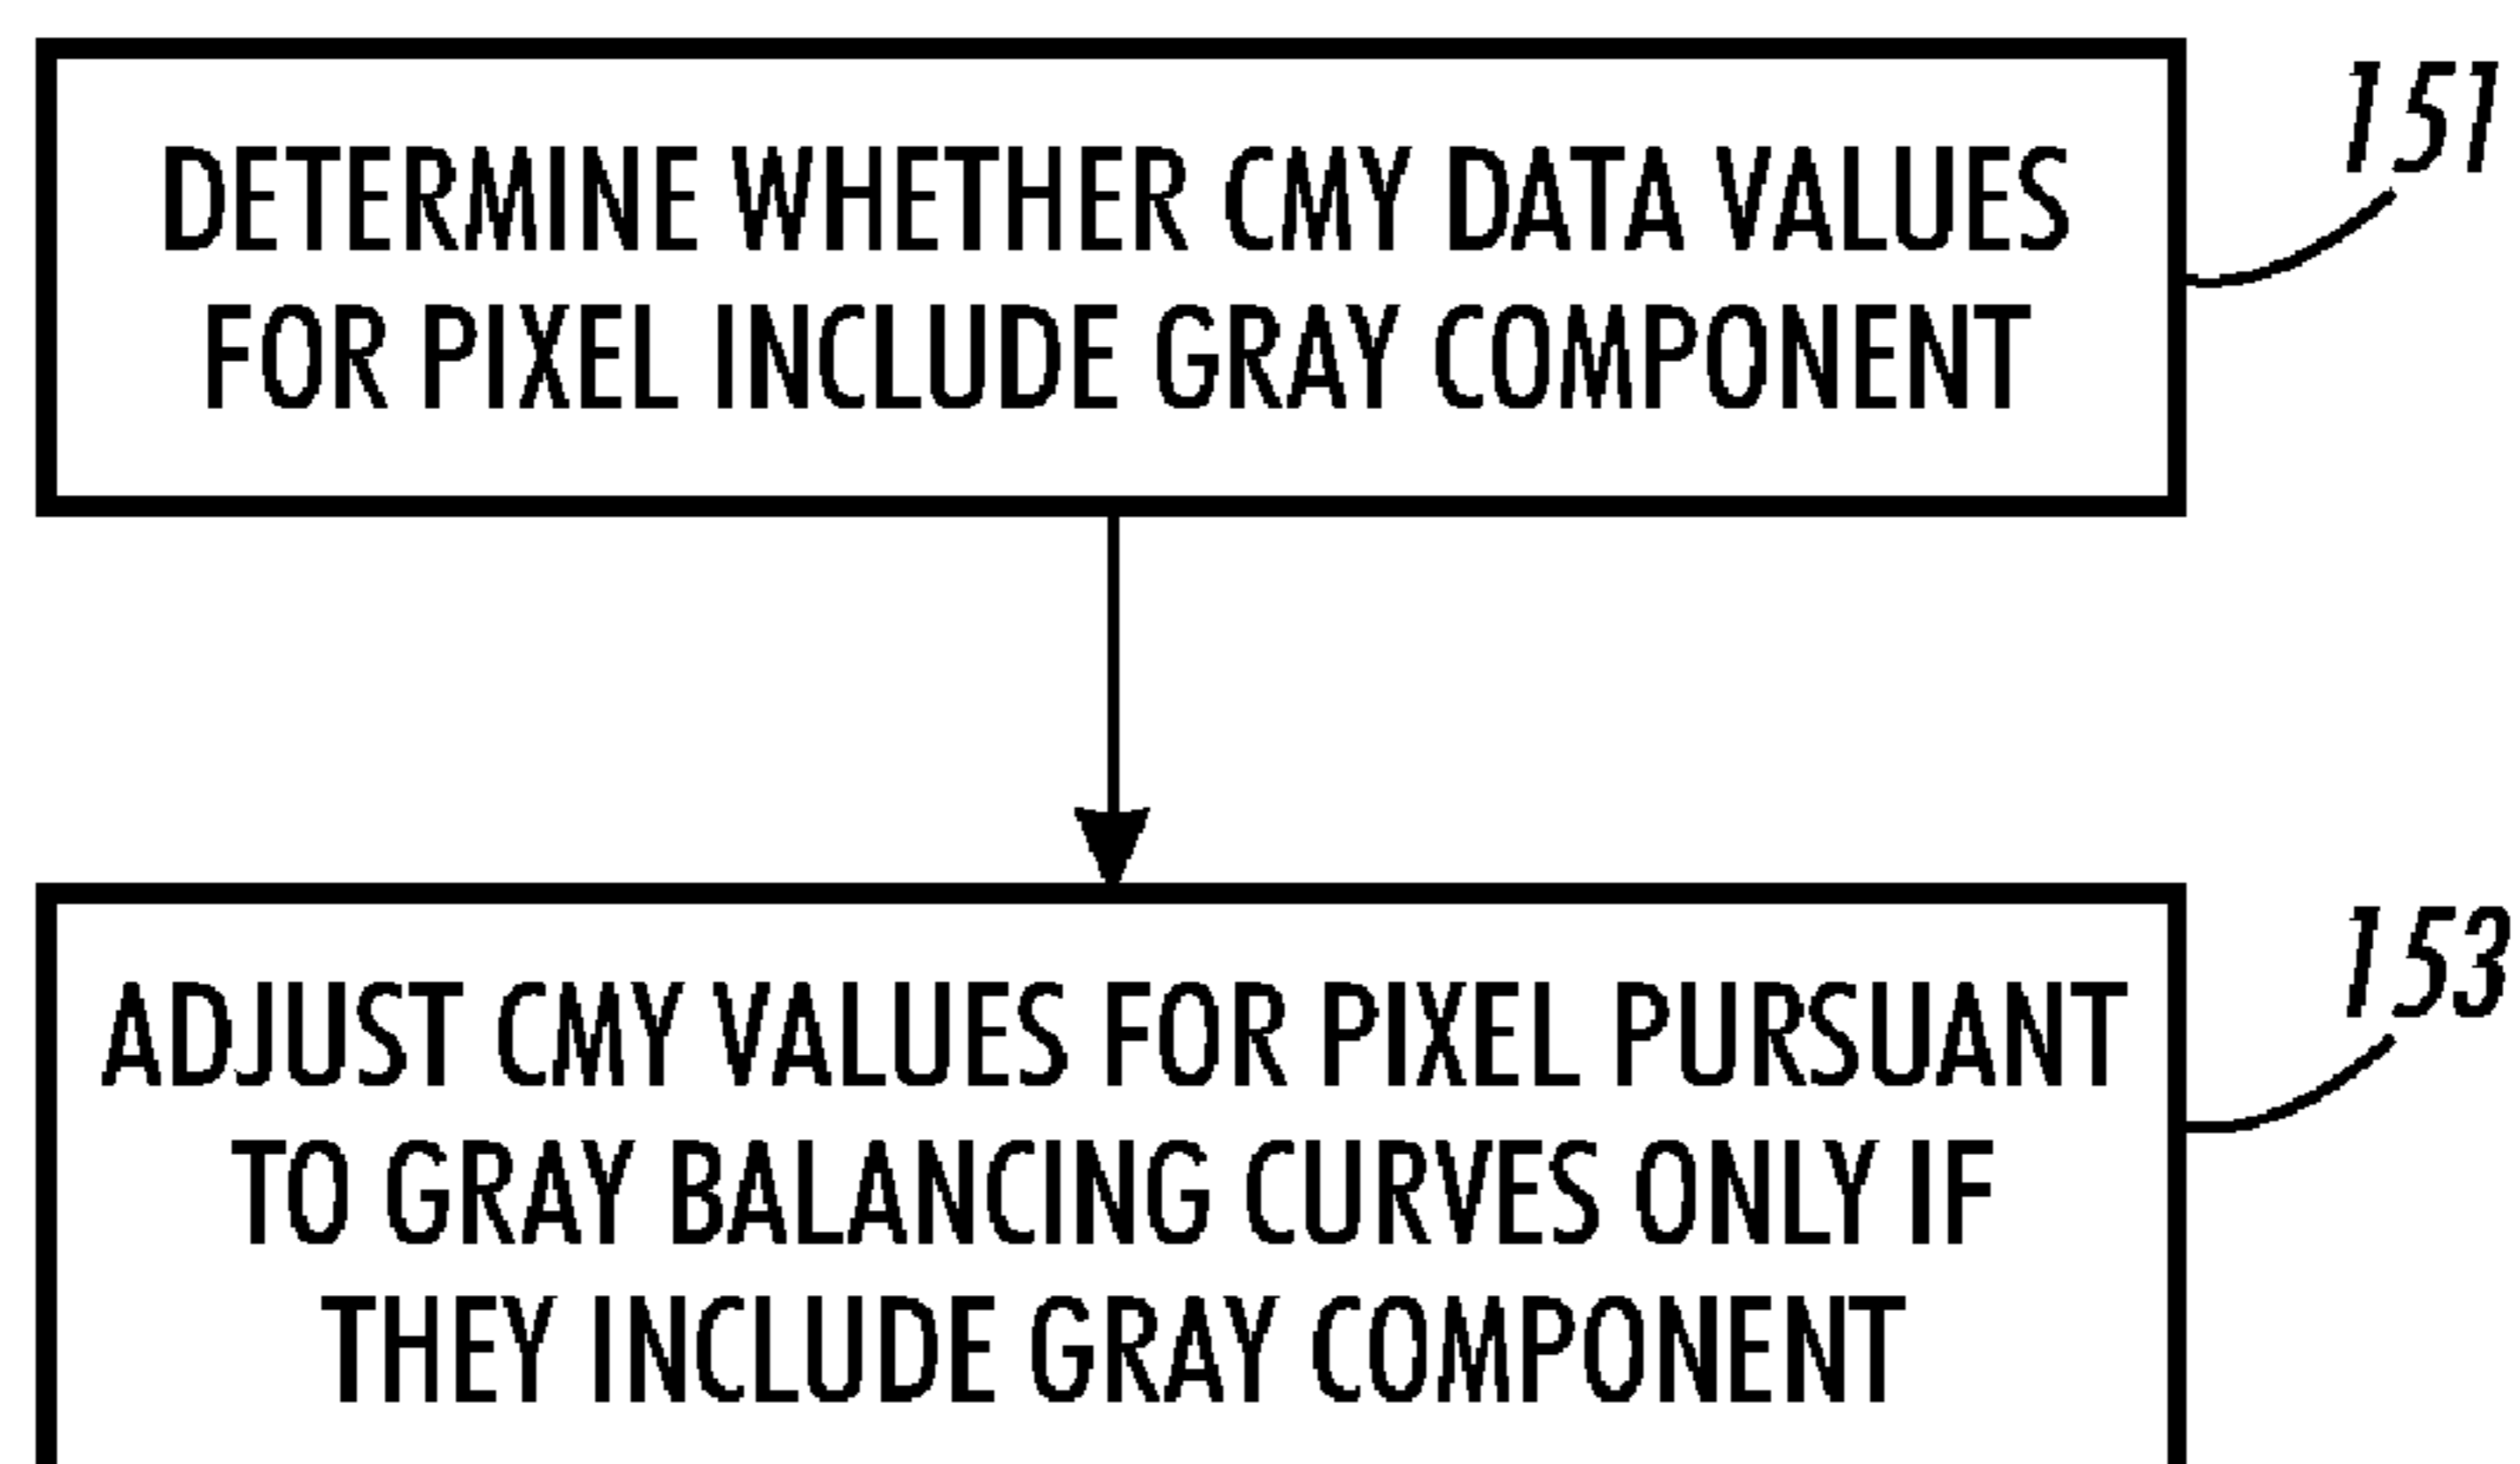 151
DETERMINE WHETHER CMY DATA VALUES
FOR PIXEL INCLUDE GRAY COMPONENT
153
ADJUST CMY VALUES FOR PIXEL PURSUANT
TO GRAY BALANCING CURVES ONLY IF
THEY INCLUDE GRAY COMPONENT